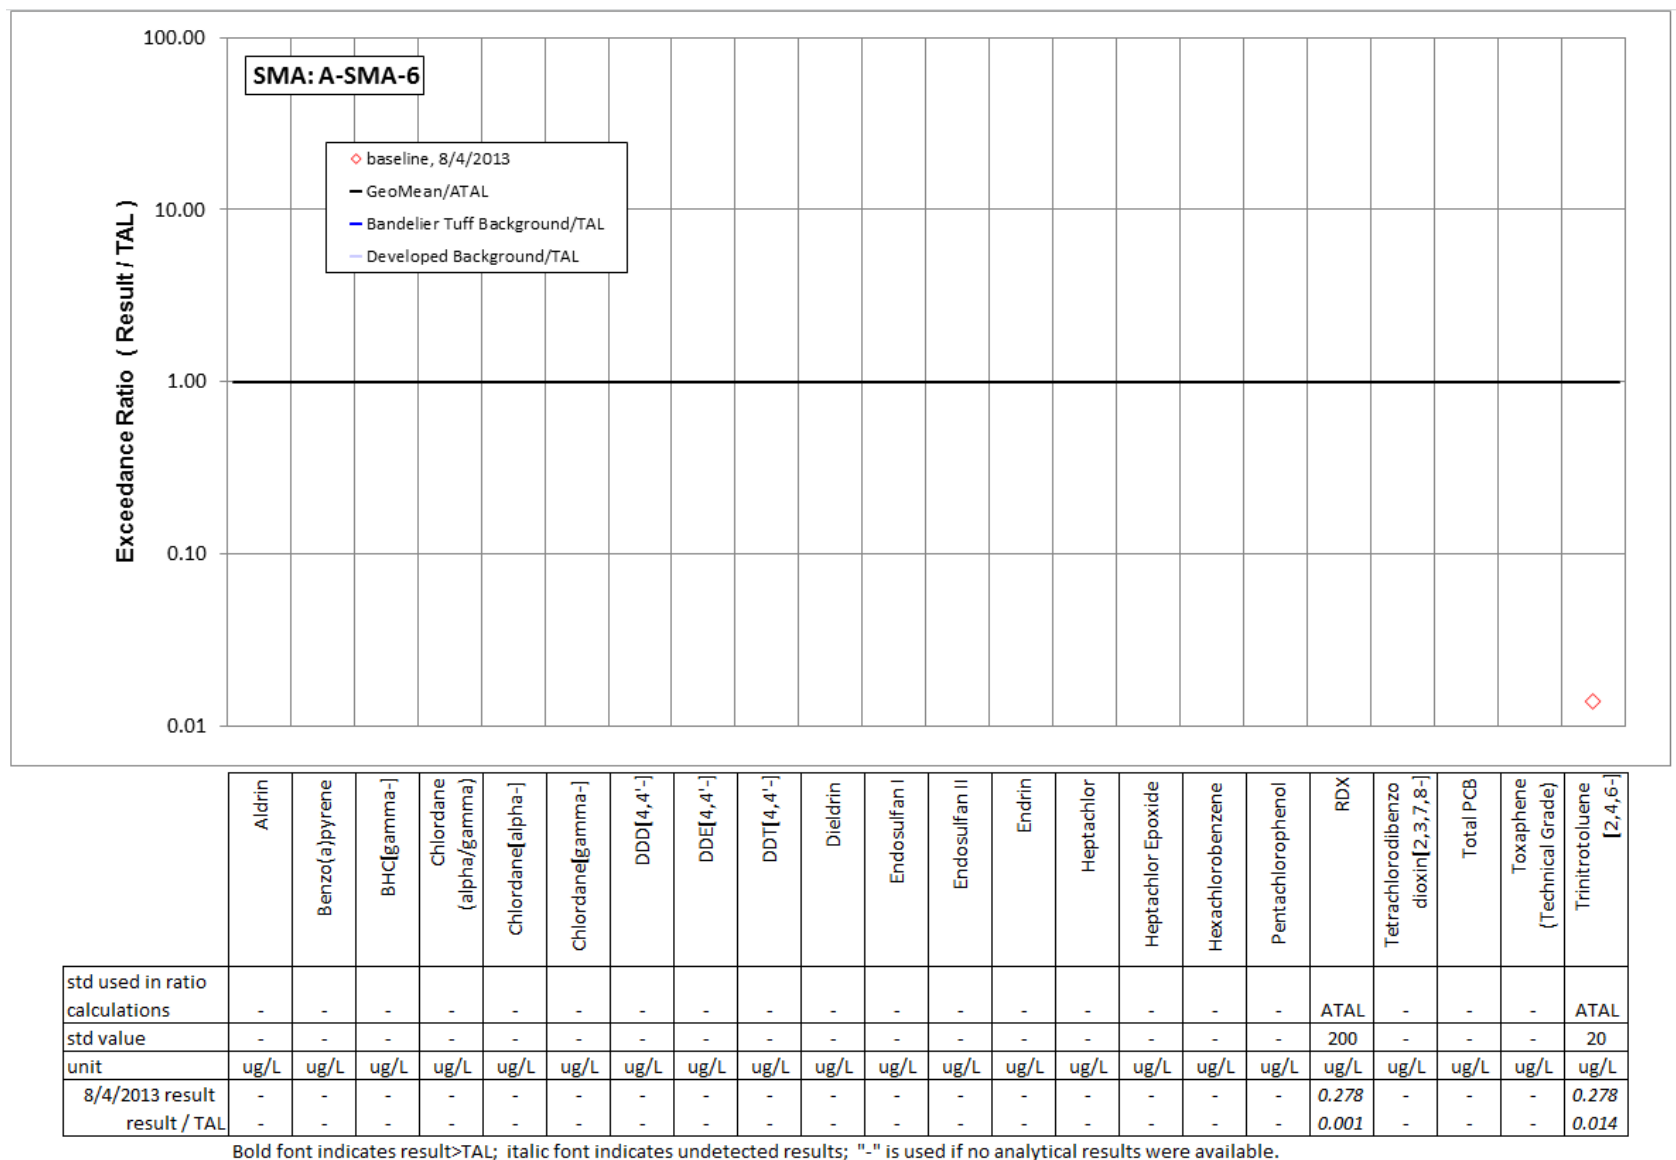 100.00
SMA: A-SMA-6
baseline, 8/4/2013
GeoMean/ATAL
Bandelier Tuff Background/TAL
Developed Background/TAL
Exceedance Ratio ( Result / TAL )
10.00
1.00
0.10
0.01
Aldrin
Benzo(a)pyrene
BHC[gamma-]
Chlordane
(alpha/gamma)
Chlordane[alpha-]
Chlordane[gamma-]
DDD[4,4'-]
DDE[4,4'-]
DDT[4,4'-]
Dieldrin
Endosulfan I
Endosulfan II
Endrin
Heptachlor
Heptachlor Epoxide
Hexachlorobenzene
Pentachlorophenol
RDX
Tetrachlorodibenzo
dioxin[2,3,7,8-]
Total PCB
Toxaphene
(Technical Grade)
Trinitrotoluene
[2,4,6-]
std used in ratio
calculations - - - - - - - - - - - - - - - - - ATAL - - - ATAL
std value - - - - - - - - - - - - - - - - - 200 - - - 20
unit ug/L ug/L ug/L ug/L ug/L ug/L ug/L ug/L ug/L ug/L ug/L ug/L ug/L ug/L ug/L ug/L ug/L ug/L ug/L ug/L ug/L ug/L
8/4/2013 result - - - - - - - - - - - - - - - - - 0.278 - - - 0.278
result / TAL - - - - - - - - - - - - - - - - - 0.001 - - - 0.014
Bold font indicates result>TAL; italic font indicates undetected results; "-" is used if no analytical results were available.